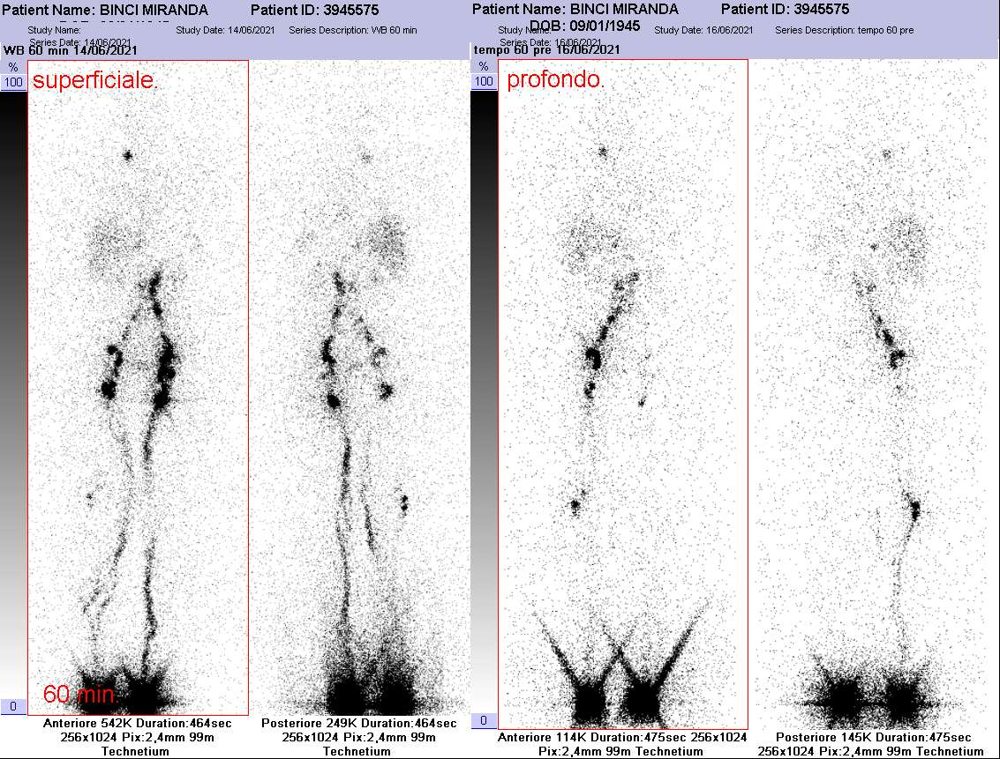 Patient Name: BINCI MIRANDA Patient ID: 3945575
Study Name: Study Date: 14/06/2021 Series Description: WB 60 min
Series Date: 14/06/2021
WB 60 min 14/06/2021
%
100
superficiale.
60 min
0
Anteriore 542K Duration:464sec
256x1024 Pix:2,4mm 99m
Technetium
Posteriore 249K Duration:464sec
256x1024 Pix:2,4mm 99m
Technetium
Patient Name: BINCI MIRANDA Patient ID: 3945575
DOB: 09/01/1945
Study Name: Study Date: 16/06/2021 Series Description: tempo 60 pre
Series Date: 16/06/2021
tempo 60 pre 16/06/2021
%
100
profondo.
0
Anteriore 114K Duration:475sec 256x1024
Pix:2,4mm 99m Technetium
Posteriore 145K Duration:475sec
256x1024 Pix:2,4mm 99m Technetium